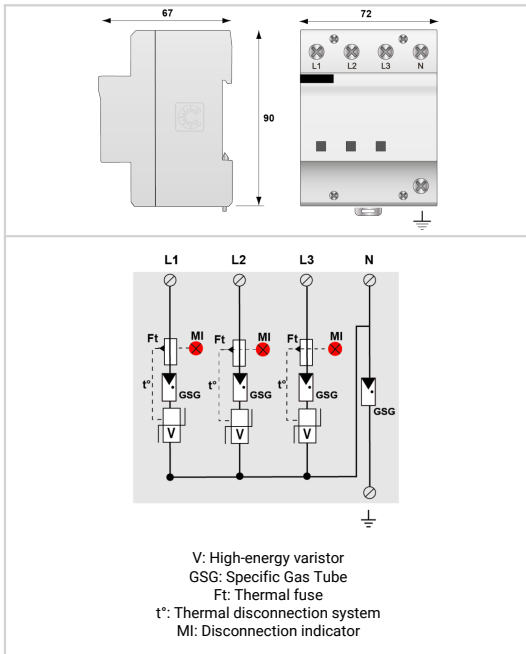 67
72
90
L1 L2 L3 N
L1 L2 L3 N
Ft MI Ft MI Ft MI
t° GSG t° GSG t° GSG GSG
V V V
V: High-energy varistor
GSG: Specific Gas Tube
Ft: Thermal fuse
t°: Thermal disconnection system
MI: Disconnection indicator